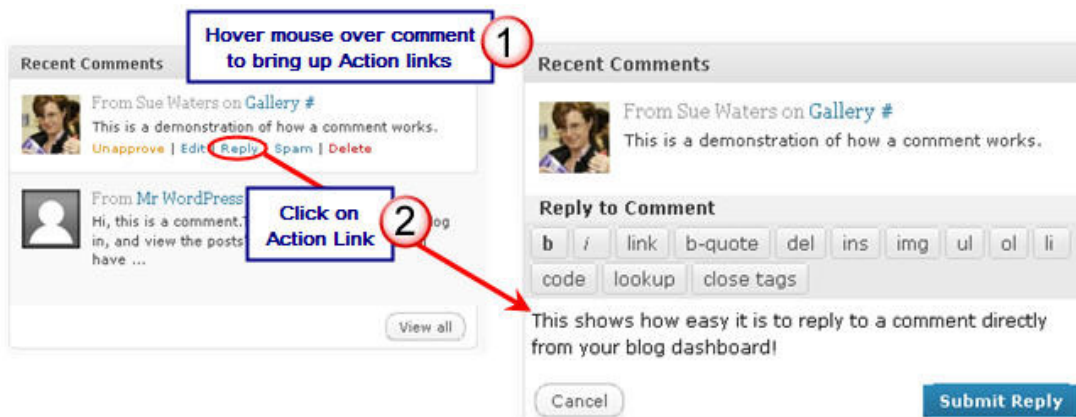 Hover mouse over comment
to bring up Action links
1
Recent Comments
From Sue Waters on Gallery #
This is a demonstration of how a comment works.
Unapprove | Edit | Reply | Spam | Delete
From Mr WordPress
Hi, this is a comment.
log
in, and view the posts'
have ...
Click on
Action Link
2
View all
Recent Comments
From Sue Waters on Gallery #
This is a demonstration of how a comment works.
Reply to Comment
b i link b-quote del ins img ul ol li
code lookup close tags
This shows how easy it is to reply to a comment directly
from your blog dashboard!
Cancel
Submit Reply